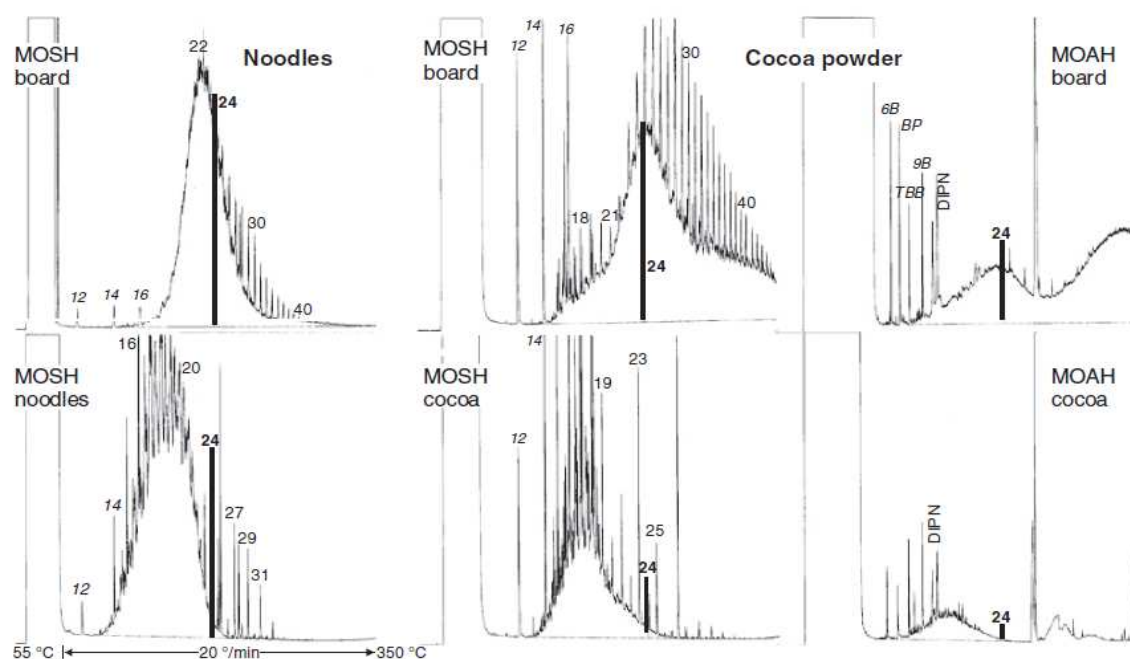 MOSH
board
Noodles
22
24
12
14
16
30
40
MOSH
board
Cocoa powder
12
14
16
18
21
24
30
40
MOAH
board
6B
BP
TBB
9B
DIPN
24
MOSH
noodles
12
14
16
20
24
27
29
31
MOSH
cocoa
12
14
19
23
24
25
MOAH
cocoa
DIPN
24
55 °C
20 °/min
350 °C